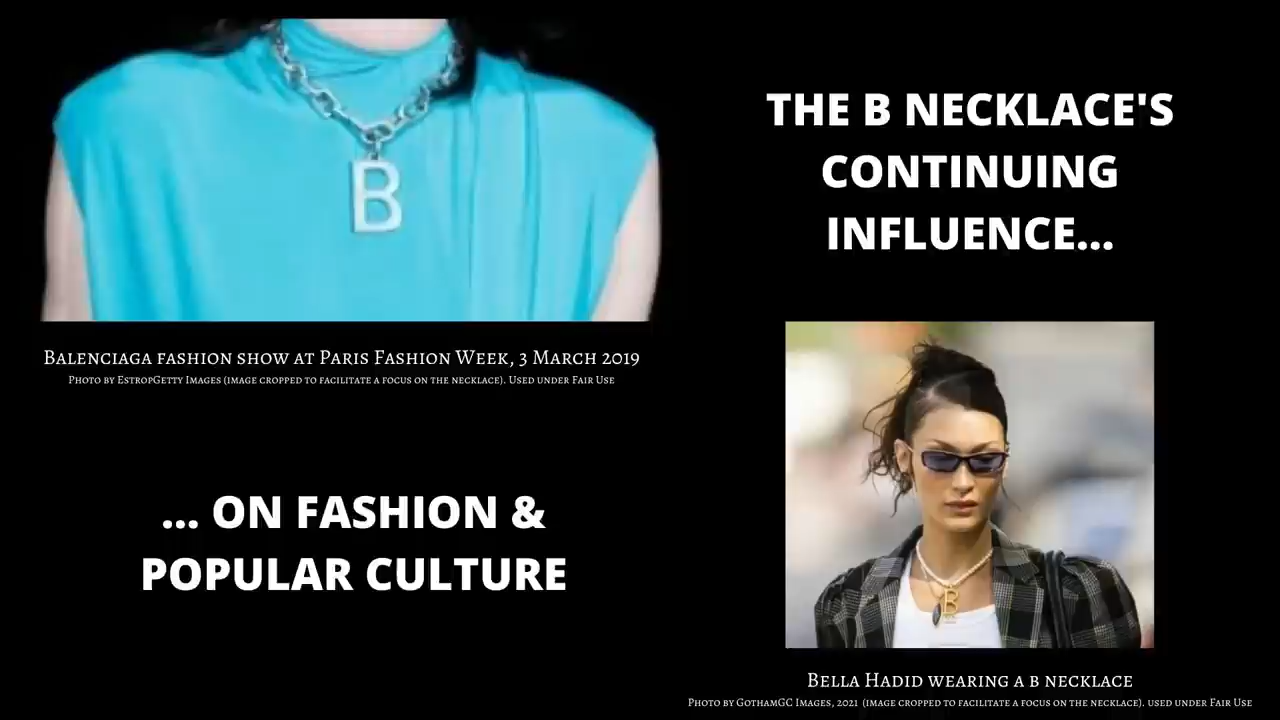 B
THE B NECKLACE'S
CONTINUING
INFLUENCE...
Balenciaga fashion show at Paris Fashion Week, 3 March 2019
Photo by EstropGetty Images (image cropped to facilitate a focus on the necklace). Used under Fair Use
... ON FASHION &
POPULAR CULTURE
B
Bella Hadid wearing a b necklace
Photo by GothamGC Images, 2021 (image cropped to facilitate a focus on the necklace). used under Fair Use